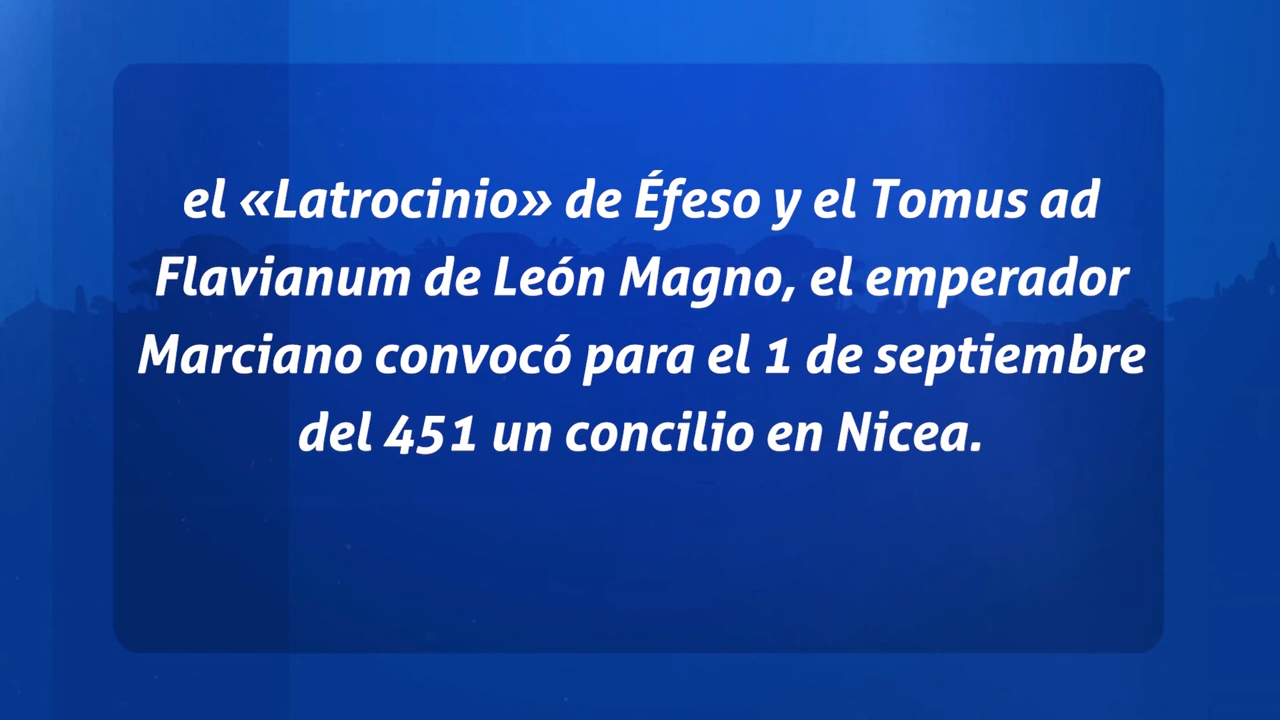 el «Latrocinio» de Éfeso y el Tomus ad
Flavianum de León Magno, el emperador
Marciano convocó para el 1 de septiembre
del 451 un concilio en Nicea.